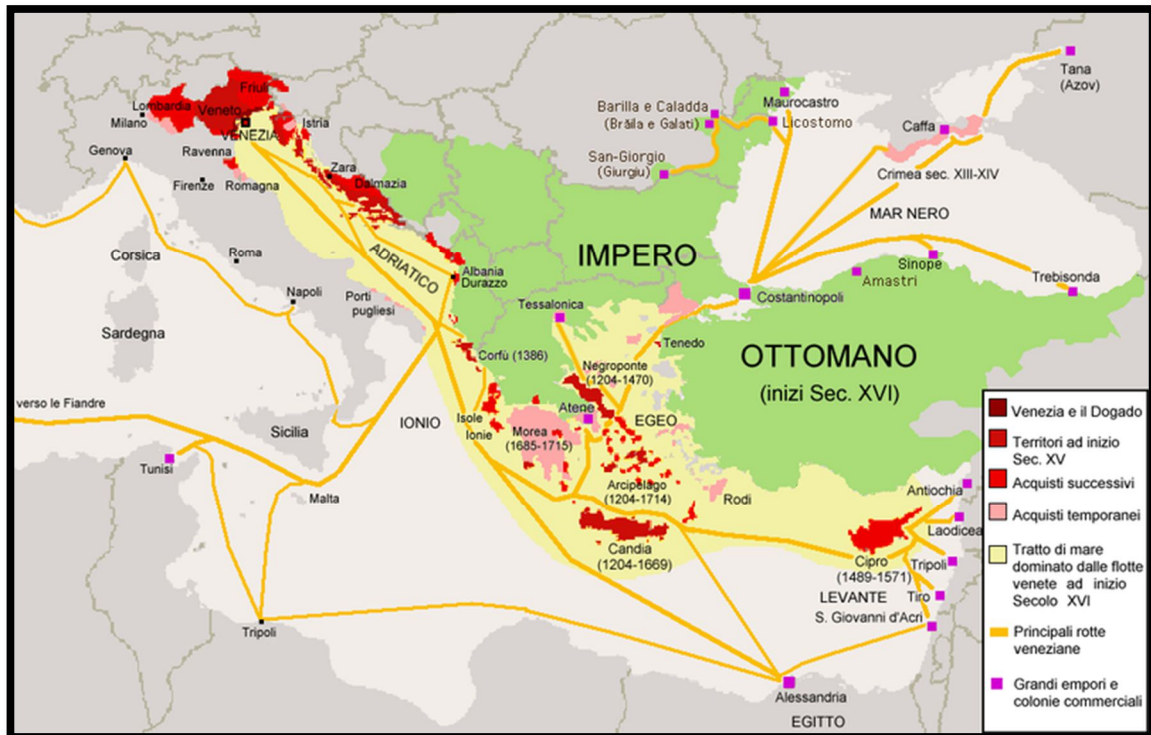 Tana
(Azov)
Friuli
Lombardia
Veneto
Milano
VENEZIA
Istria
Genova
Ravenna
Romagna
Firenze
Zara
Dalmazia
Barilla e Caladda
(Brăila e Galati)
Maurocastro
Licostomo
San-Giorgio
(Giurgiu)
Caffa
Crimea sec. XIII-XIV
MAR NERO
Corsica
Roma
ADRIATICO
Albania
Durazzo
IMPERO
Sinope
Amastri
Trebisonda
Napoli
Porti
pugliesi
Tessalonica
Costantinopoli
Sardegna
Corfù (1386)
Tenedo
OTTOMANO
(inizi Sec. XVI)
Negroponte
(1204-1470)
verso le Fiandre
Atene
IONIO
Isole
Ionie
EGEO
Morea
(1685-1715)
Sicilia
Tunisi
Malta
Arcipelago
(1204-1714)
Rodi
Antiochia
Laodicea
Candia
(1204-1669)
Cipro
(1489-1571)
Tripoli
LEVANTE
Tiro
S. Giovanni d'Acri
Tripoli
Alessandria
EGITTO
Venezia e il Dogado
Territori ad inizio
Sec. XV
Acquisti successivi
Acquisti temporanei
Tratto di mare
dominato dalle flotte
venete ad inizio
Secolo XVI
Principali rotte
veneziane
Grandi empori e
colonie commerciali